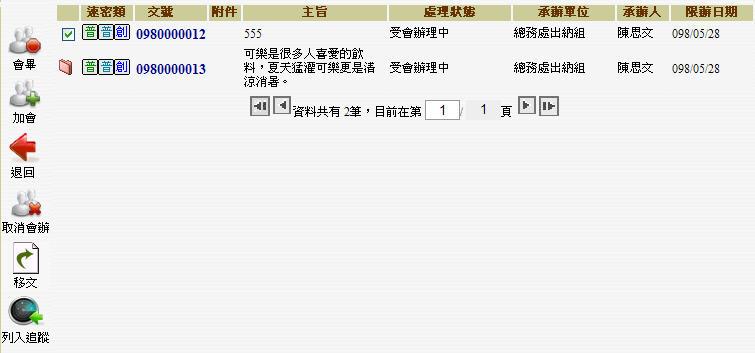 速密類 文號 附件 主旨 處理狀態 承辦單位 承辦人 限辦日期
普 普 創 0980000012 555 受會辦理中 總務處出納組 陳思文 098/05/28
普 普 創 0980000013 可樂是很多人喜愛的飲 受會辦理中 總務處出納組 陳思文 098/05/28
料，夏天猛灌可樂更是清
涼消暑。
資料共有 2筆，目前在第 1 / 1 頁
會畢
加會
退回
取消會辦
移文
列入追蹤